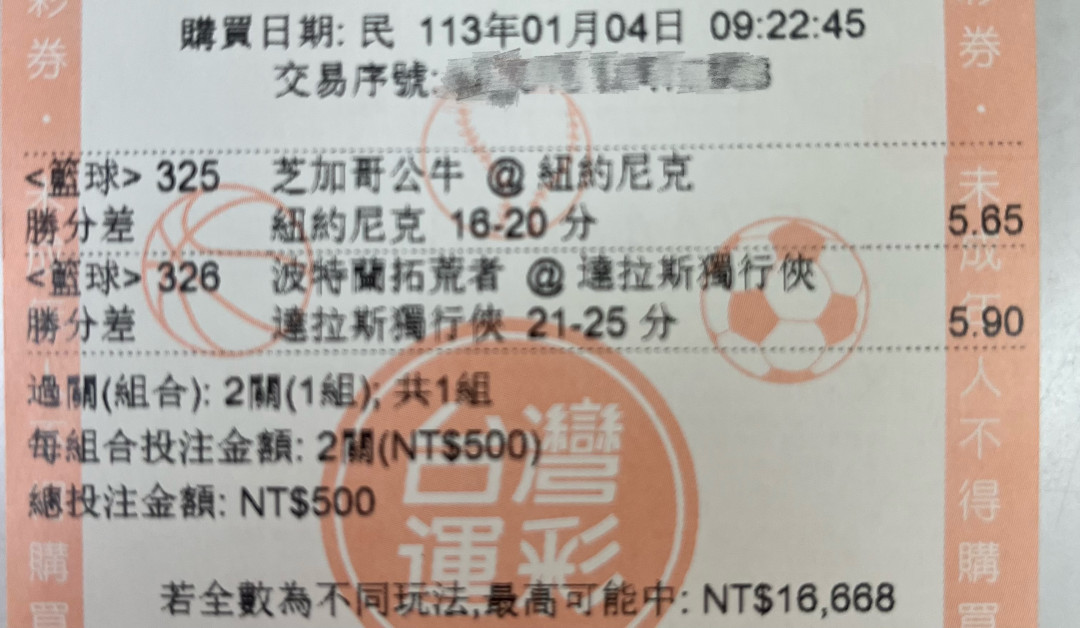 購買日期: 民 113年01月04日 09:22:45
交易序號:
<籃球> 325 芝加哥公牛 @ 紐約尼克
勝分差 紐約尼克 16-20 分 5.65
<籃球> 326 波特蘭拓荒者 @ 達拉斯獨行俠
勝分差 達拉斯獨行俠 21-25 分 5.90
過關(組合): 2關(1組); 共1組
每組合投注金額: 2關(NT$500)
總投注金額: NT$500
若全數為不同玩法,最高可能中: NT$16,668
台灣
運彩
彩券・未成年人不得購買